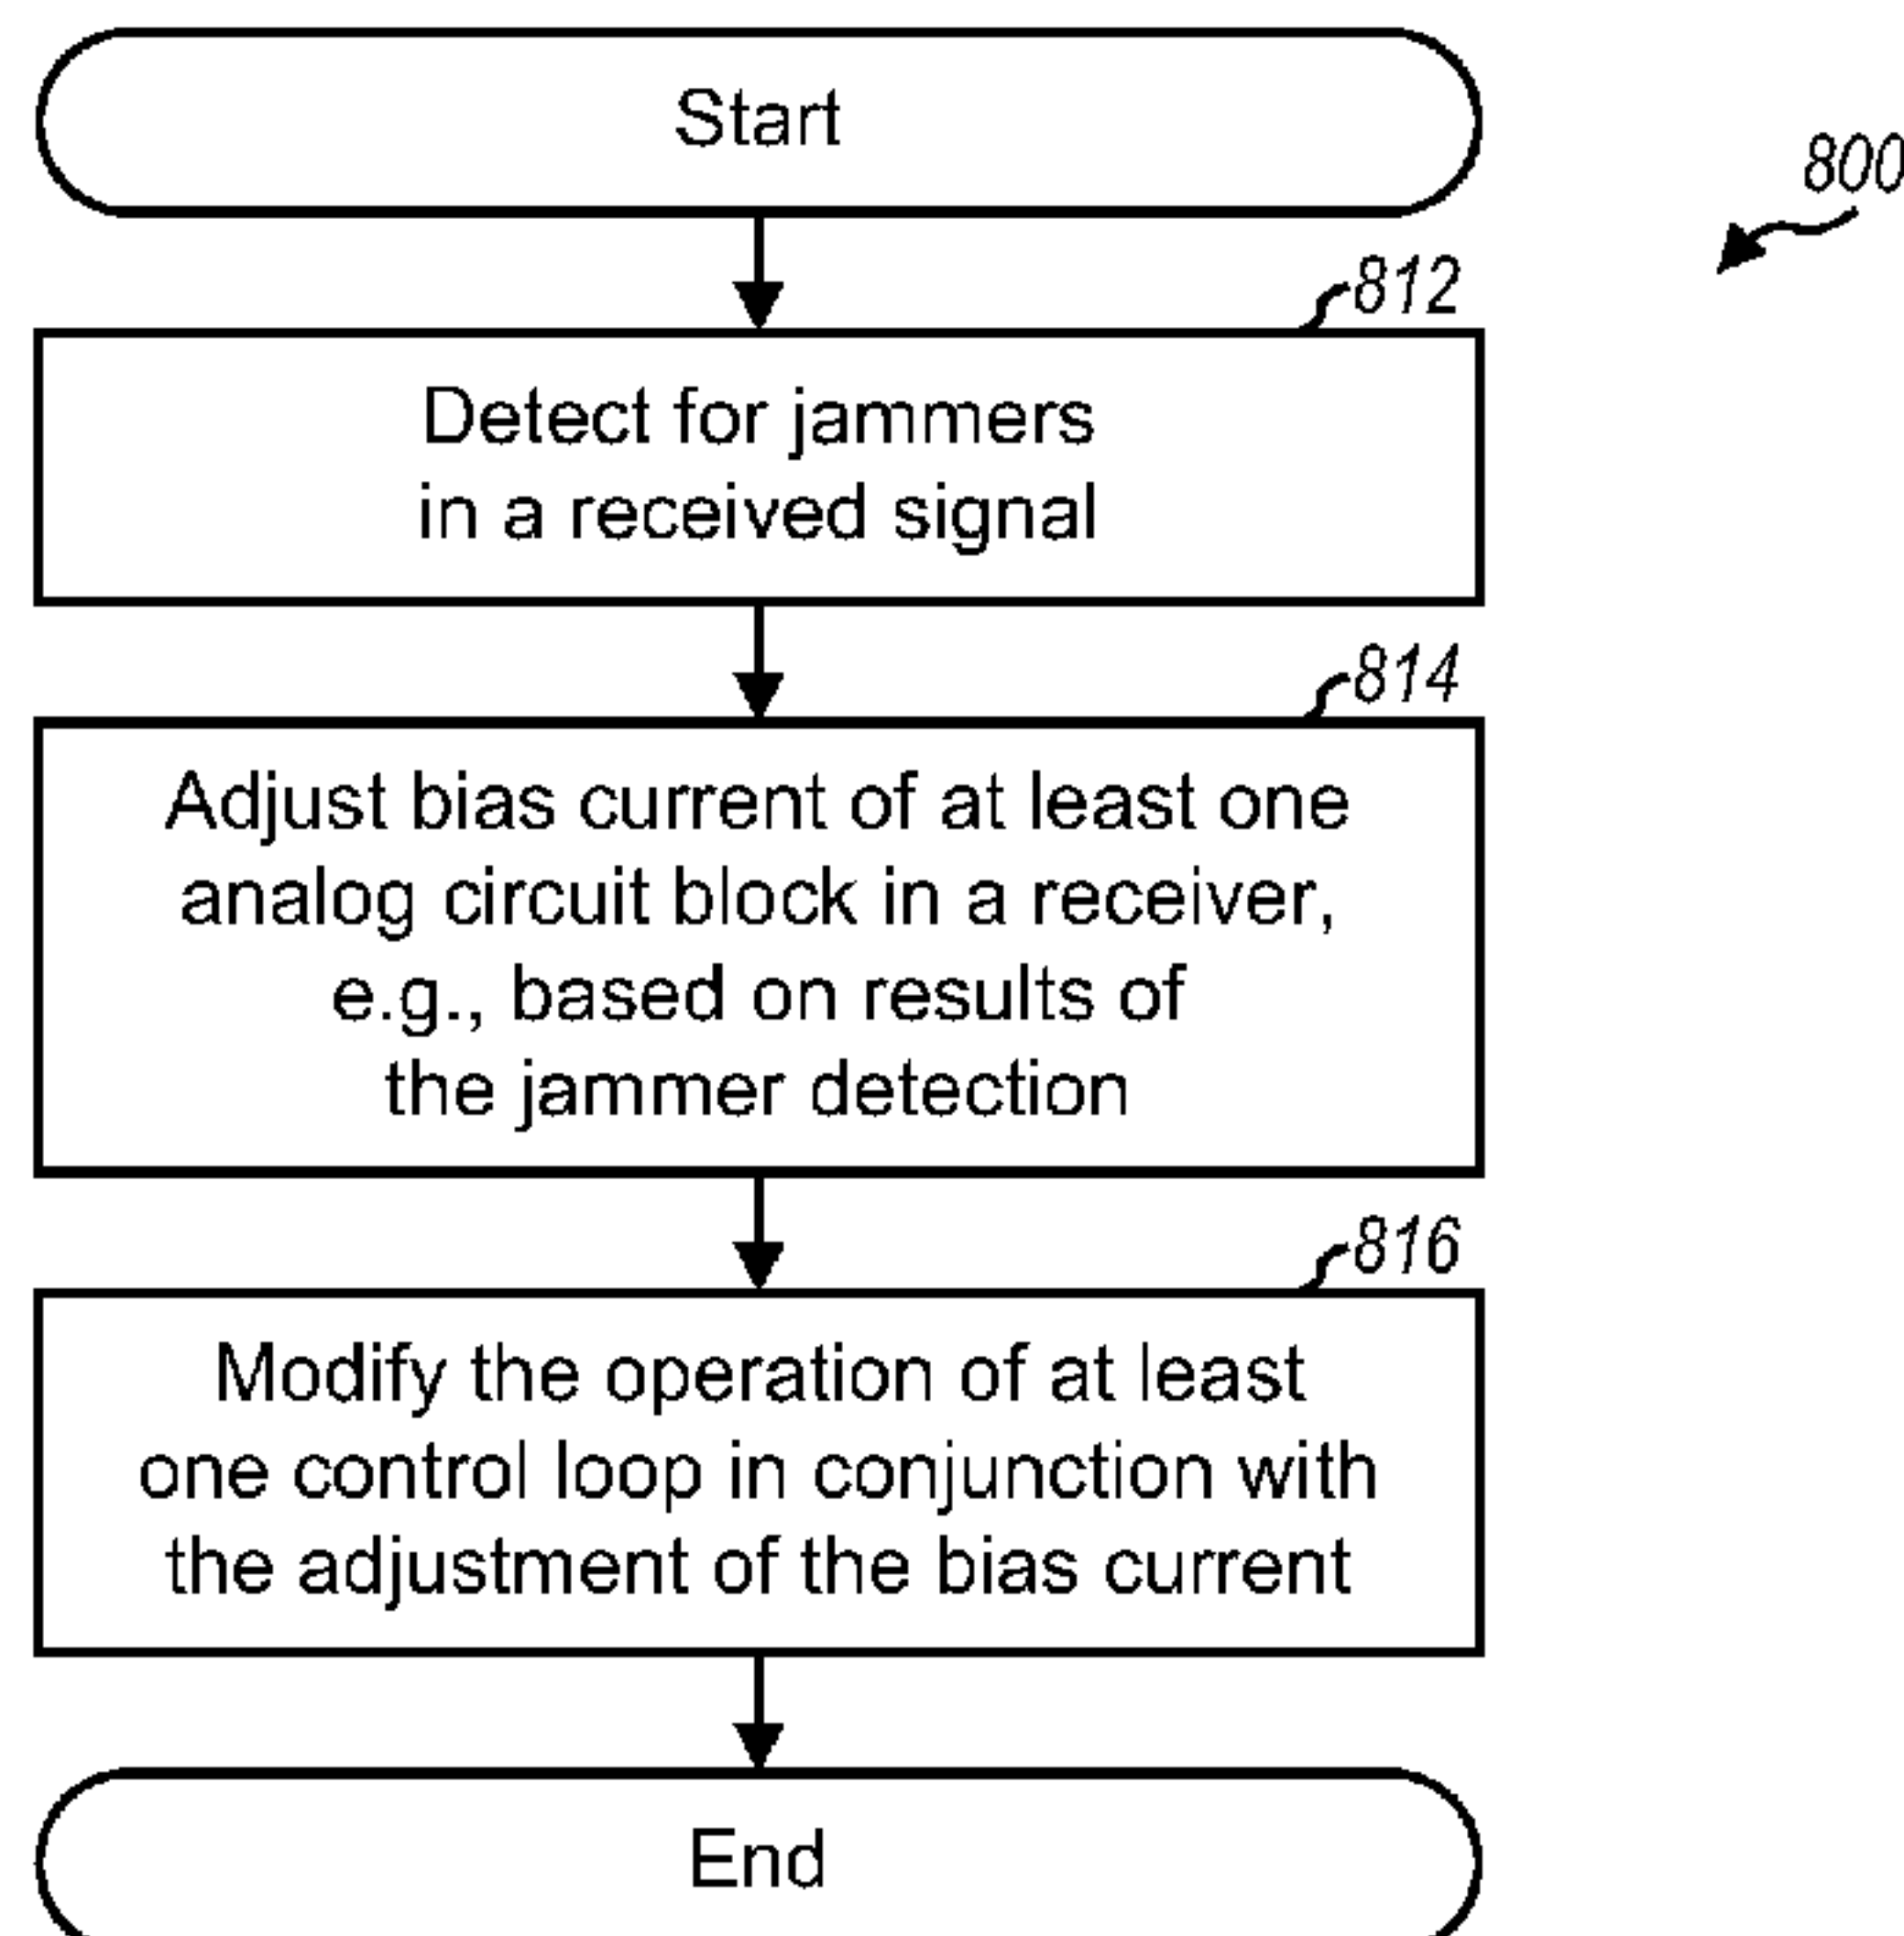 Start
800
812
Detect for jammers
in a received signal
814
Adjust bias current of at least one
analog circuit block in a receiver,
e.g., based on results of
the jammer detection
816
Modify the operation of at least
one control loop in conjunction with
the adjustment of the bias current
End